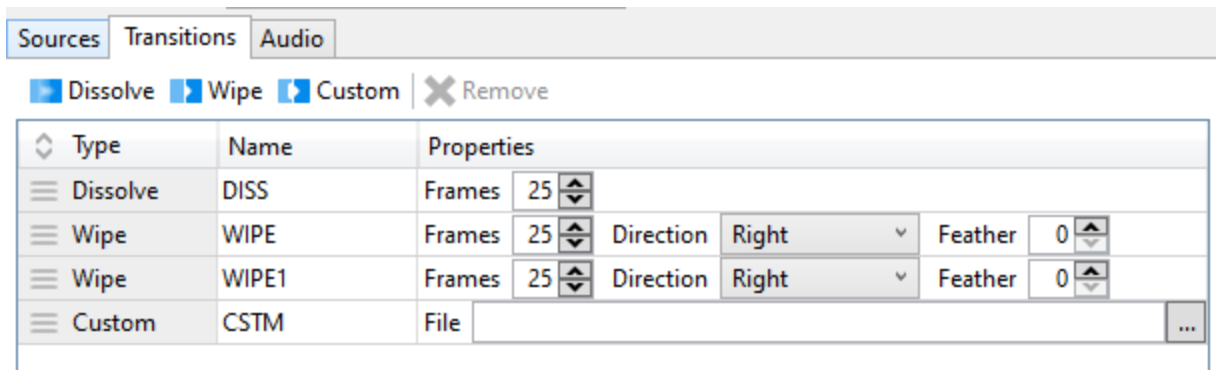 Sources Transitions Audio
Dissolve Wipe Custom Remove
Type Name Properties
Dissolve DISS Frames 25
Wipe WIPE Frames 25 Direction Right Feather 0
Wipe WIPE1 Frames 25 Direction Right Feather 0
Custom CSTM File ...